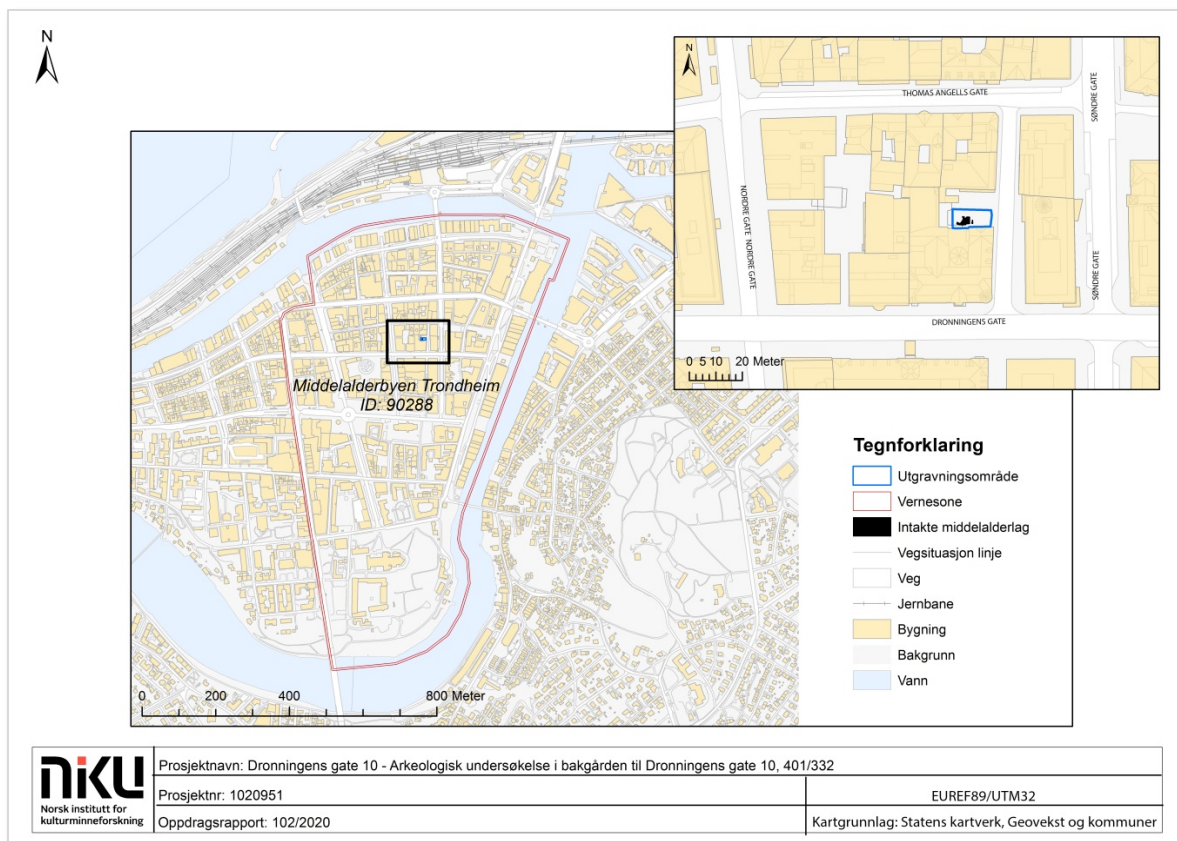 N
N
THOMAS ANGELLS GATE
SØNDRE GATE
NORDRE GATE NORDRE GATE
SØNDRE GATE
DRONNINGENS GATE
0 5 10 20 Meter
Middelalderbyen Trondheim
ID: 90288
0 200 400 800 Meter
Tegnforklaring
Utgravningsområde
Vernesone
Intakte middelalderlag
Vegsituasjon linje
Veg
Jernbane
Bygning
Bakgrunn
Vann
niku
Norsk institutt for
kulturminneforskning
Prosjektnavn: Dronningens gate 10 - Arkeologisk undersøkelse i bakgården til Dronningens gate 10, 401/332
Prosjektnr: 1020951
EUREF89/UTM32
Oppdragsrapport: 102/2020
Kartgrunnlag: Statens kartverk, Geovekst og kommuner